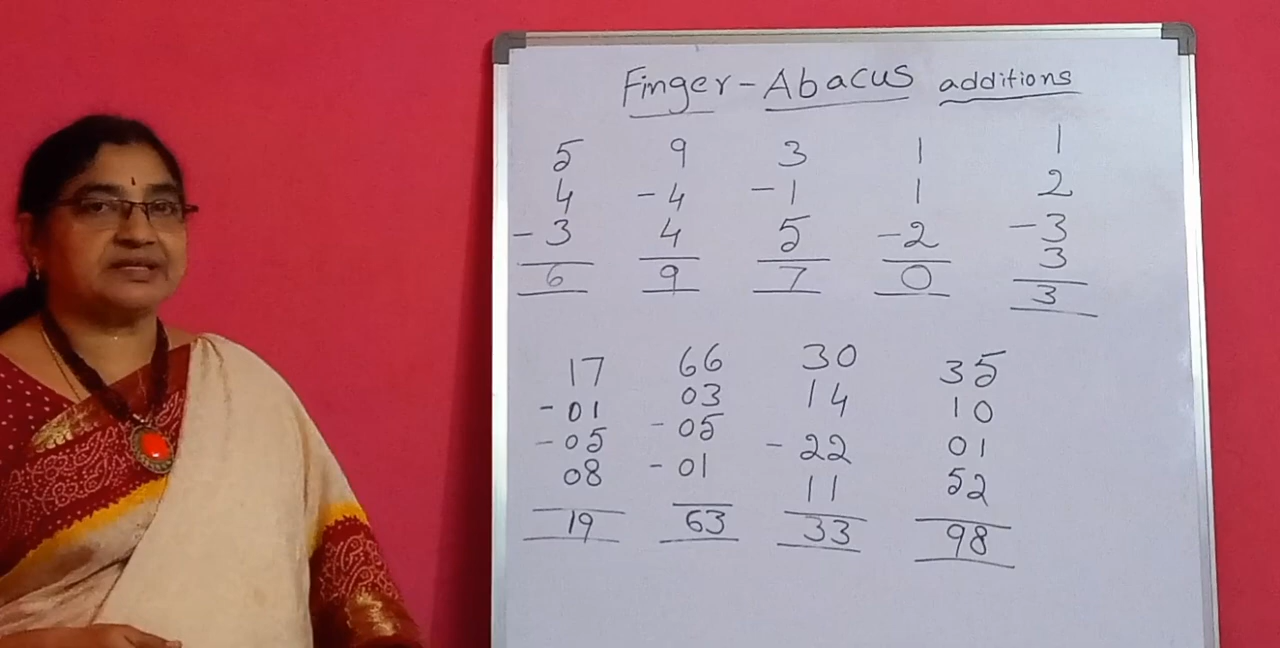 Finger-Abacus additions
5 9 3 1 1
4 -4 -1 1 2
-3 4 5 -2 -3
6 9 7 0 3
3
17 66 30 35
-01 03 14 10
-05 -05 -22 01
08 -01 11 52
19 63 33 98